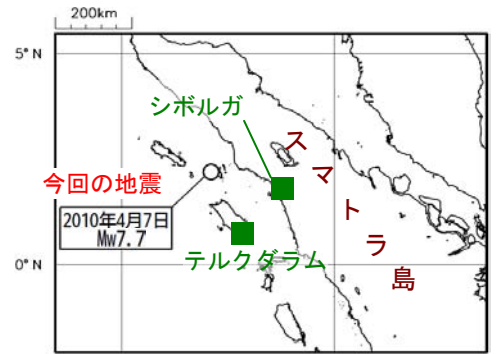 200km
5°N
シボルガ
スマトラ島
今回の地震
2010年4月7日
Mw7.7
テルクダラム
0°N